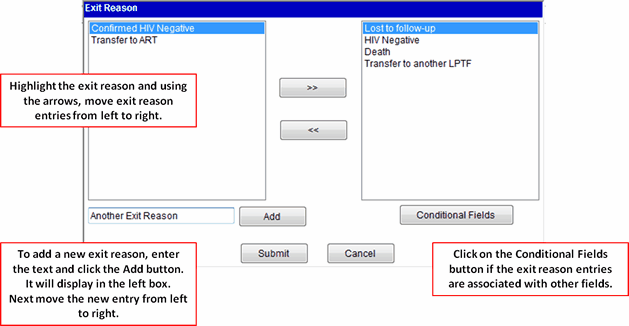 Exit Reason
Confirmed HIV Negative
Transfer to ART
Lost to follow-up
HIV Negative
Death
Transfer to another LPTF
Highlight the exit reason and using
the arrows, move exit reason
entries from left to right.
>>
<<
Another Exit Reason
Add
Conditional Fields
Submit
Cancel
To add a new exit reason, enter
the text and click the Add button.
It will display in the left box.
Next move the new entry from left
to right.
Click on the Conditional Fields
button if the exit reason entries
are associated with other fields.